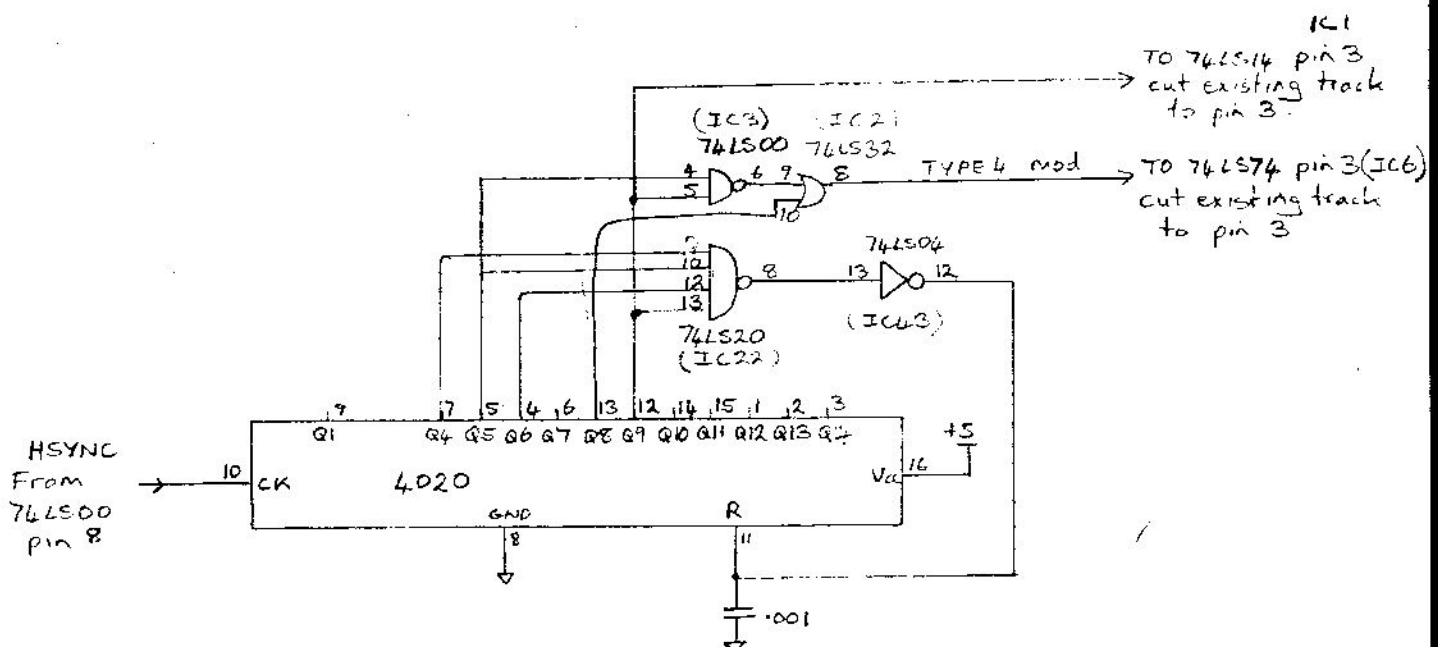 IC1
TO 74LS14 pin 3
cut existing track
to pin 3
(IC3) (IC2)
74LS00 74LS32
4 6 9 8 TYPE 4 mod
5
10
TO 74LS74 pin 3 (IC6)
cut existing track
to pin 3
9
10
12
13
8
74LS04
13 12
(IC43)
74LS20
(IC22)
9 7 5 4 6 13 12 14 15 1 2 3
Q1 Q4 Q5 Q6 Q7 Q8 Q9 Q10 Q11 Q12 Q13
HSYNC
From
74LS00
pin 8
10 CK 4020
GND
8
R
11
Vcc 16
+5
.001